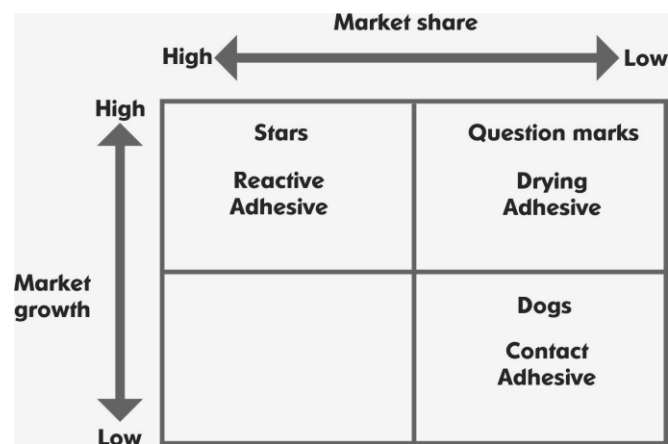 Market share
High
Low
High
Stars
Question marks
Reactive
Adhesive
Drying
Adhesive
Market
growth
Dogs
Contact
Adhesive
Low